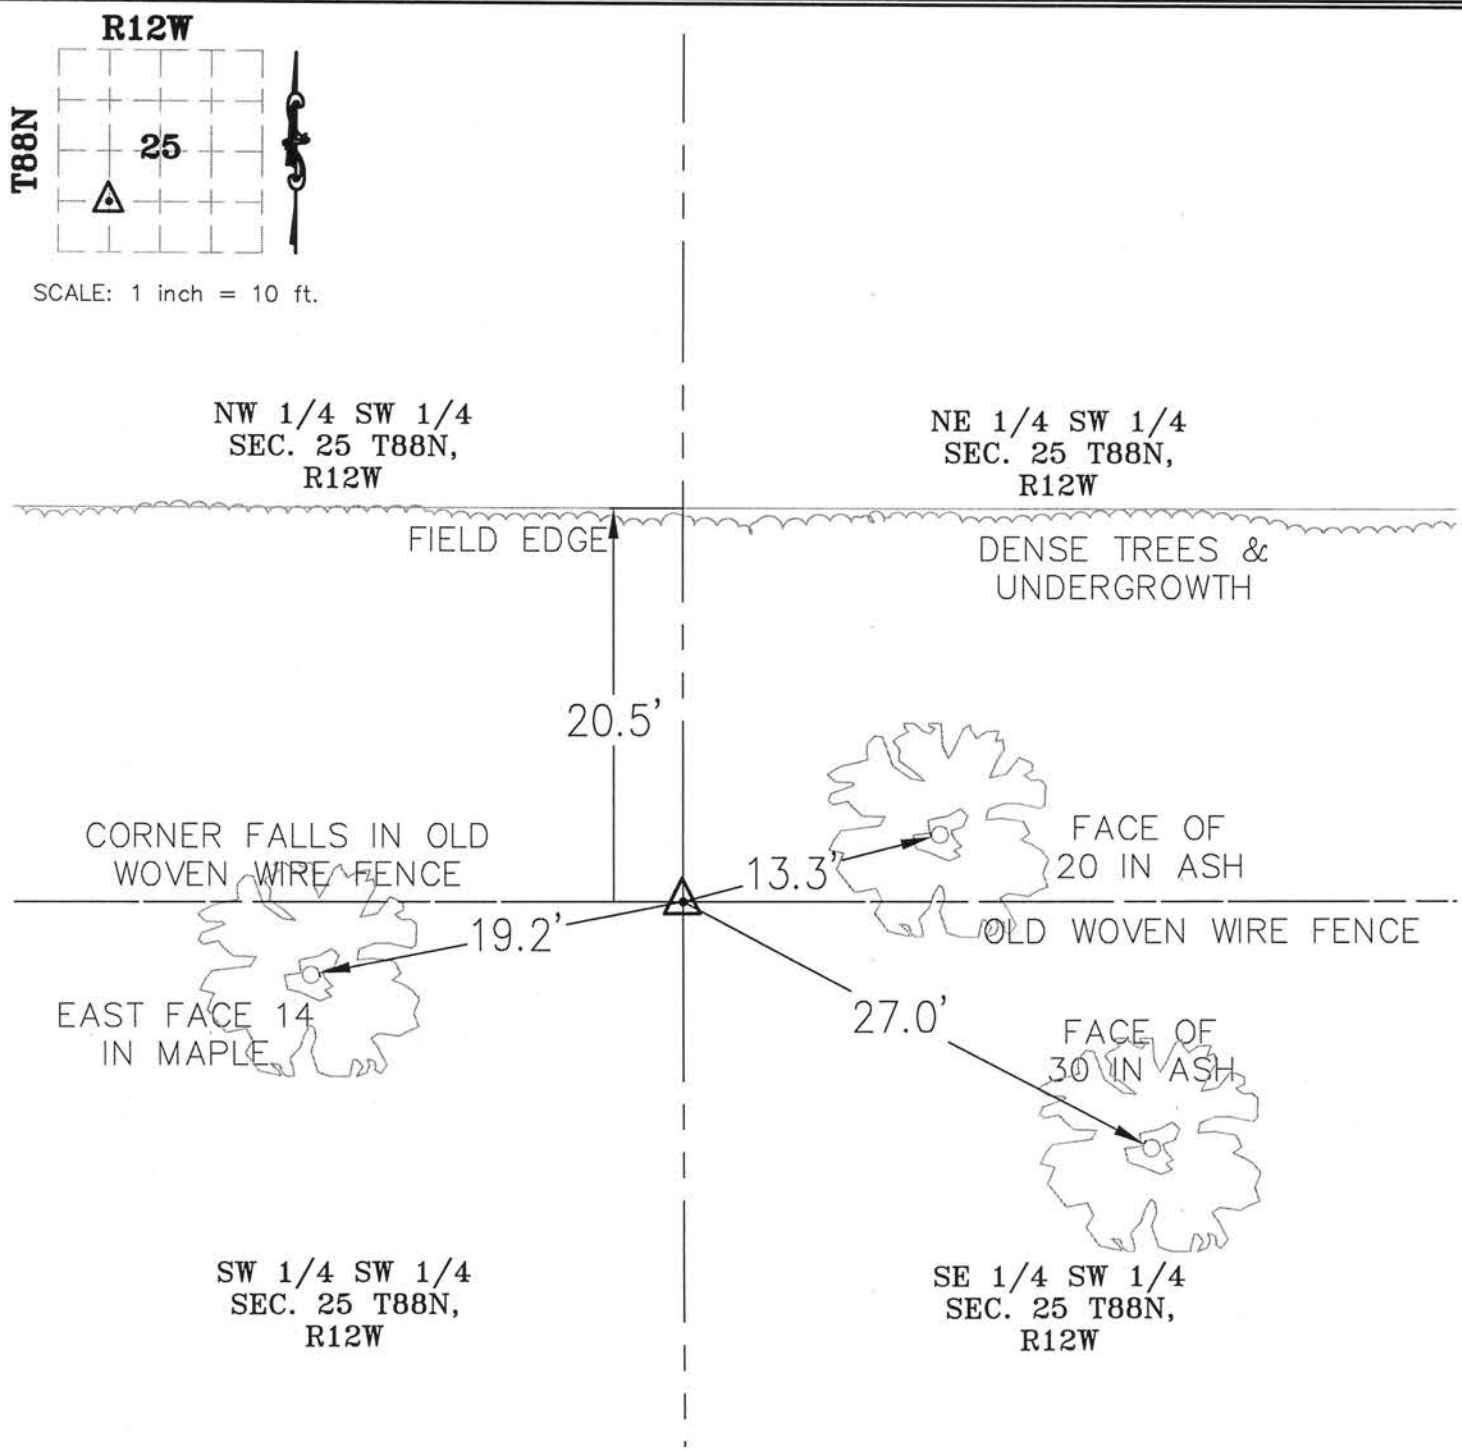 R12W
T88N
25
SCALE: 1 inch = 10 ft.
NW 1/4 SW 1/4
SEC. 25 T88N,
R12W
NE 1/4 SW 1/4
SEC. 25 T88N,
R12W
FIELD EDGE
DENSE TREES &
UNDERGROWTH
20.5'
CORNER FALLS IN OLD
WOVEN WIRE FENCE
13.3'
FACE OF
20 IN ASH
19.2'
OLD WOVEN WIRE FENCE
EAST FACE 14
IN MAPLE
27.0'
FACE OF
30 IN ASH
SW 1/4 SW 1/4
SEC. 25 T88N,
R12W
SE 1/4 SW 1/4
SEC. 25 T88N,
R12W